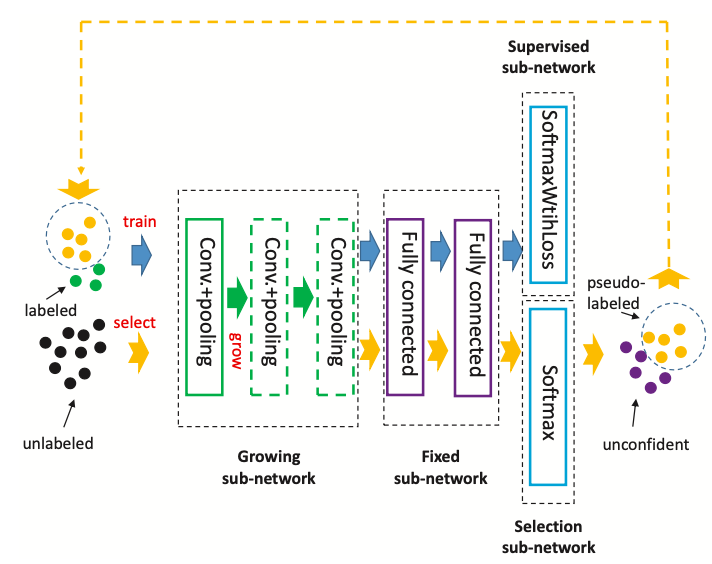 Supervised
sub-network
train
labeled
select
unlabeled
Conv.+pooling
grow
Conv.+pooling
Conv.+pooling
Fully connected
Fully connected
SoftmaxWtihLoss
Softmax
pseudo-
labeled
unconfident
Growing
sub-network
Fixed
sub-network
Selection
sub-network